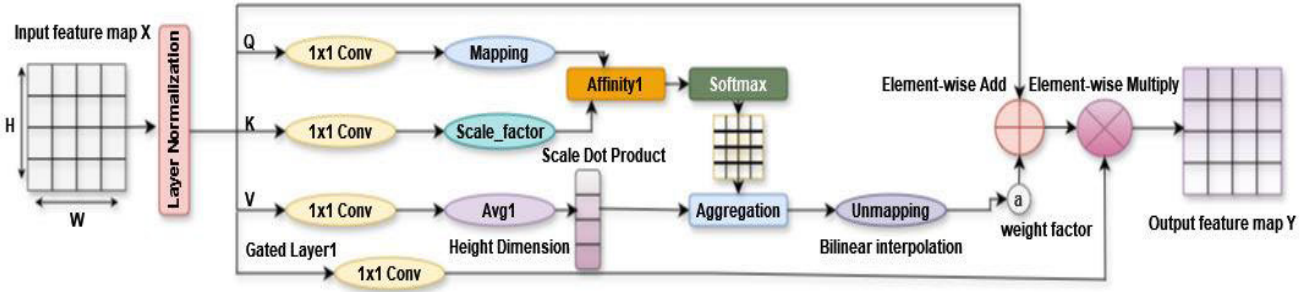 Input feature map X
H
W
Layer Normalization
Q
1x1 Conv
Mapping
Affinity1
Softmax
K
1x1 Conv
Scale_factor
Scale Dot Product
V
1x1 Conv
Avg1
Height Dimension
Aggregation
Unmapping
Bilinear interpolation
a
weight factor
Element-wise Add
Element-wise Multiply
Output feature map Y
Gated Layer1
1x1 Conv